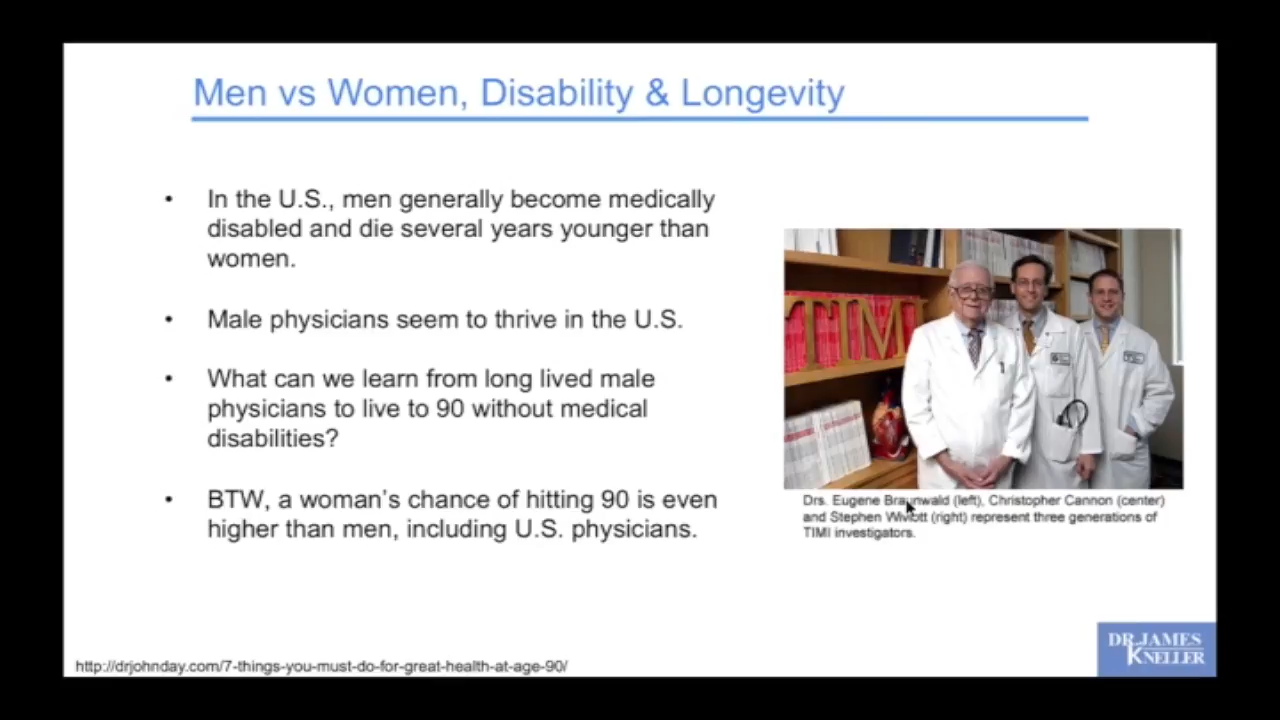 Men vs Women, Disability & Longevity
• In the U.S., men generally become medically
disabled and die several years younger than
women.
• Male physicians seem to thrive in the U.S.
• What can we learn from long lived male
physicians to live to 90 without medical
disabilities?
• BTW, a woman's chance of hitting 90 is even
higher than men, including U.S. physicians.
TIMI
Drs. Eugene Braunwald (left), Christopher Cannon (center)
and Stephen Wiviott (right) represent three generations of
TIMI investigators.
http://drjohnday.com/7-things-you-must-do-for-great-health-at-age-90/
DR. JAMES
KNELLER